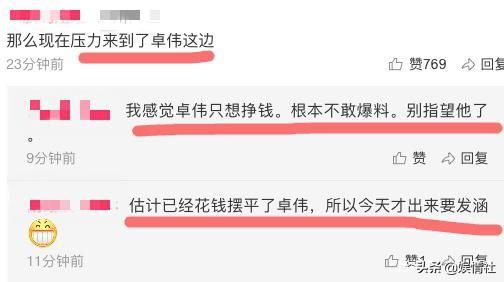 那么现在压力来到了卓伟这边
23分钟前 赞769 回复
我感觉卓伟只想挣钱。根本不敢爆料。别指望他了
。
9分钟前 赞 回复
估计已经花钱摆平了卓伟，所以今天才出来要发涵
11分钟前 赞1 回复
头条 @娱情社